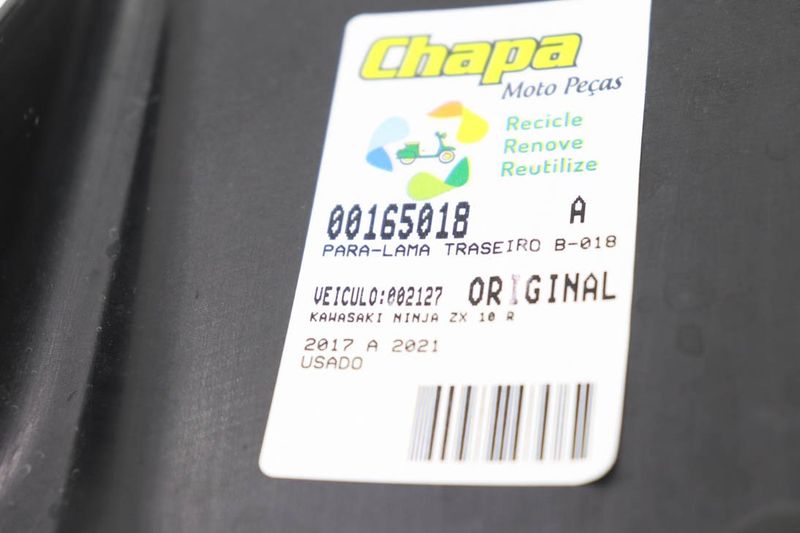 Chapa
Moto Peças
Recicle
Renove
Reutilize
00165018 A
PARA-LAMA TRASEIRO B-018
VEICULO:002127 ORIGINAL
KAWASAKI NINJA ZX 10 R
2017 A 2021
USADO